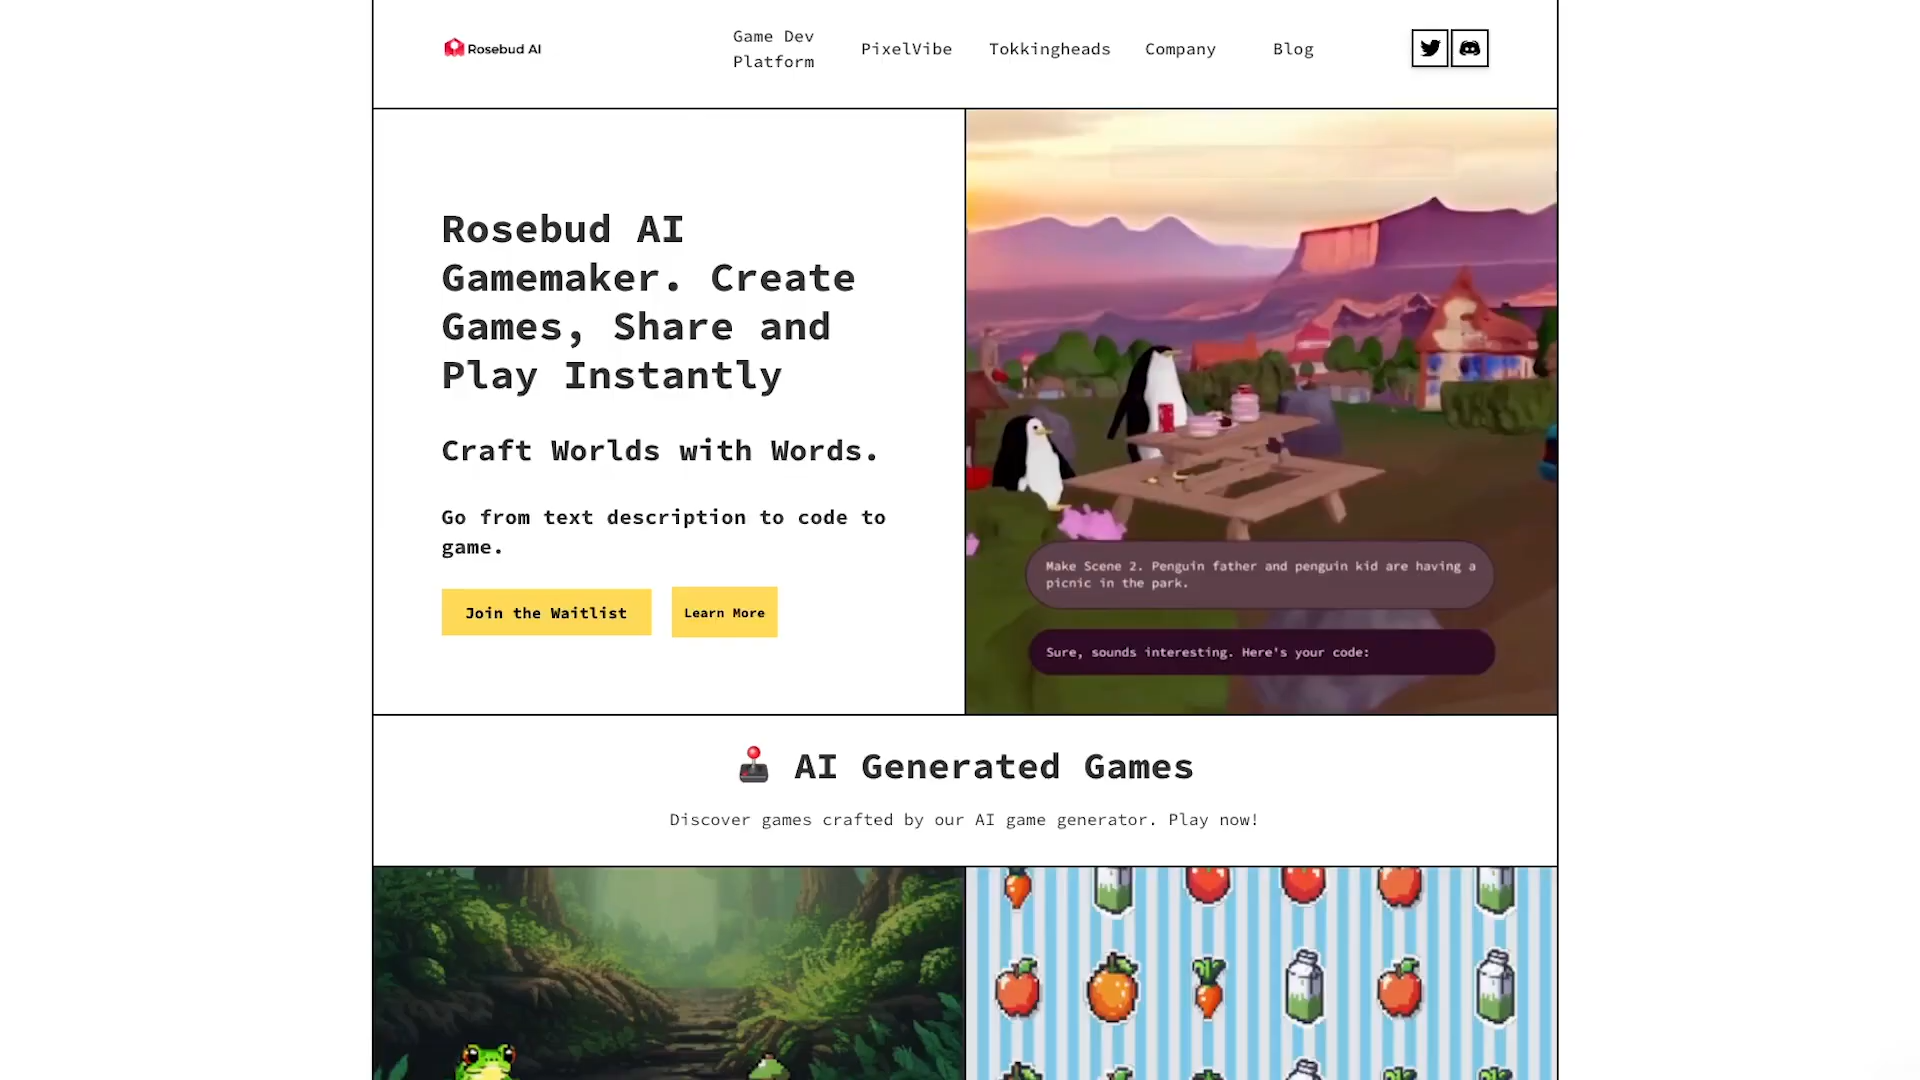 Rosebud AI
Game Dev
Platform
PixelVibe
Tokkingheads
Company
Blog
Rosebud AI
Gamemaker. Create
Games, Share and
Play Instantly
Craft Worlds with Words.
Go from text description to code to
game.
Join the Waitlist
Learn More
Make Scene 2. Penguin father and penguin kid are having a
picnic in the park.
Sure, sounds interesting. Here's your code:
AI Generated Games
Discover games crafted by our AI game generator. Play now!